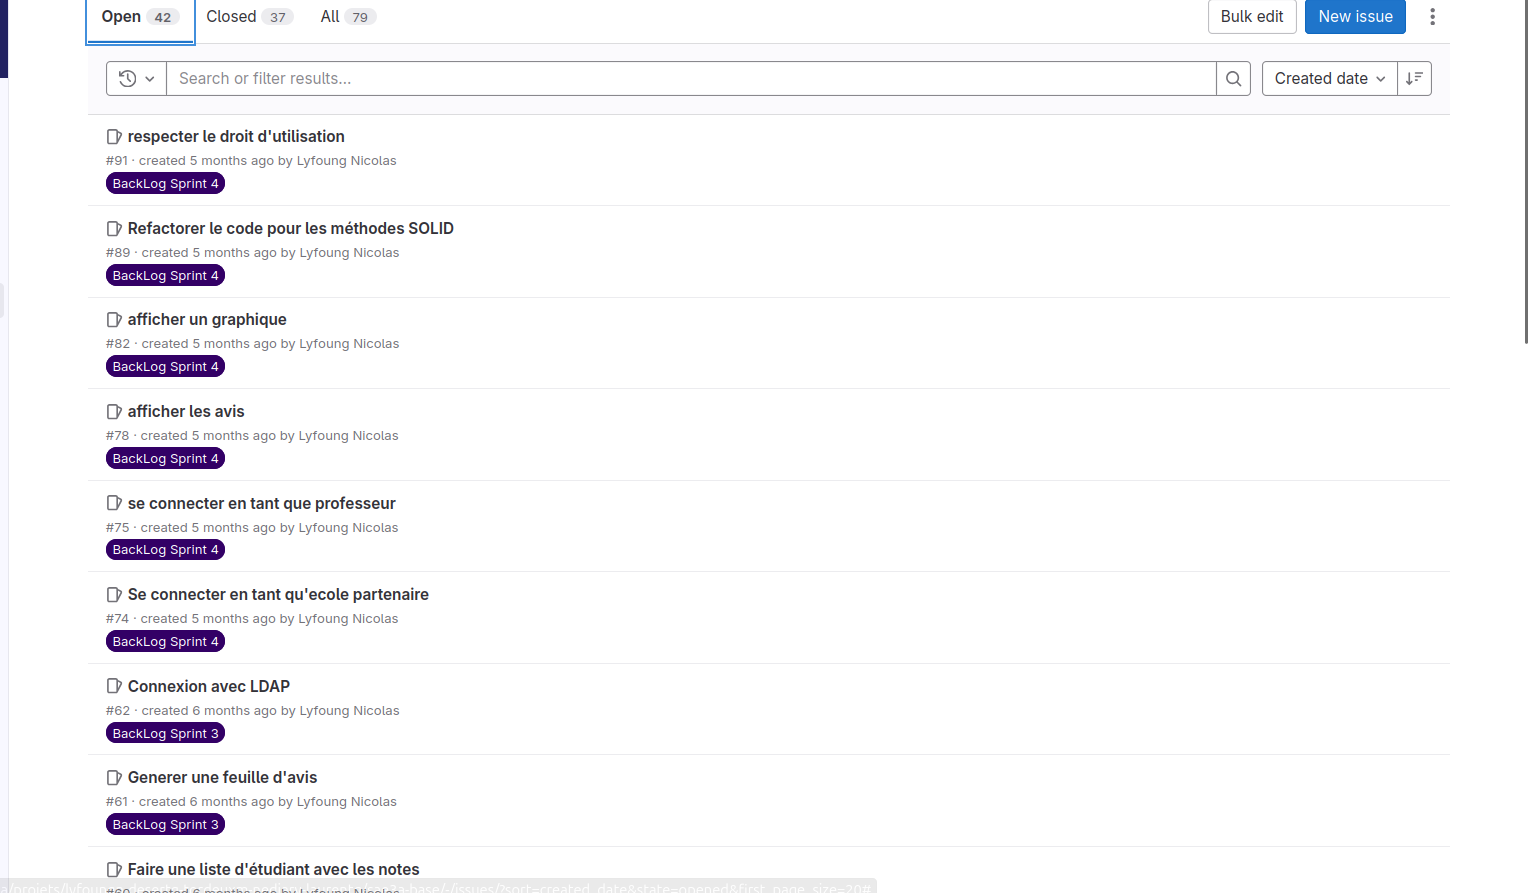 Open 42 Closed 37 All 79 Bulk edit New issue
Search or filter results... Created date
respecter le droit d'utilisation
#91 · created 5 months ago by Lyfoung Nicolas
BackLog Sprint 4
Refactorer le code pour les méthodes SOLID
#89 · created 5 months ago by Lyfoung Nicolas
BackLog Sprint 4
afficher un graphique
#82 · created 5 months ago by Lyfoung Nicolas
BackLog Sprint 4
afficher les avis
#78 · created 5 months ago by Lyfoung Nicolas
BackLog Sprint 4
se connecter en tant que professeur
#75 · created 5 months ago by Lyfoung Nicolas
BackLog Sprint 4
Se connecter en tant qu'ecole partenaire
#74 · created 5 months ago by Lyfoung Nicolas
BackLog Sprint 4
Connexion avec LDAP
#62 · created 6 months ago by Lyfoung Nicolas
BackLog Sprint 3
Generer une feuille d'avis
#61 · created 6 months ago by Lyfoung Nicolas
BackLog Sprint 3
Faire une liste d'étudiant avec les notes